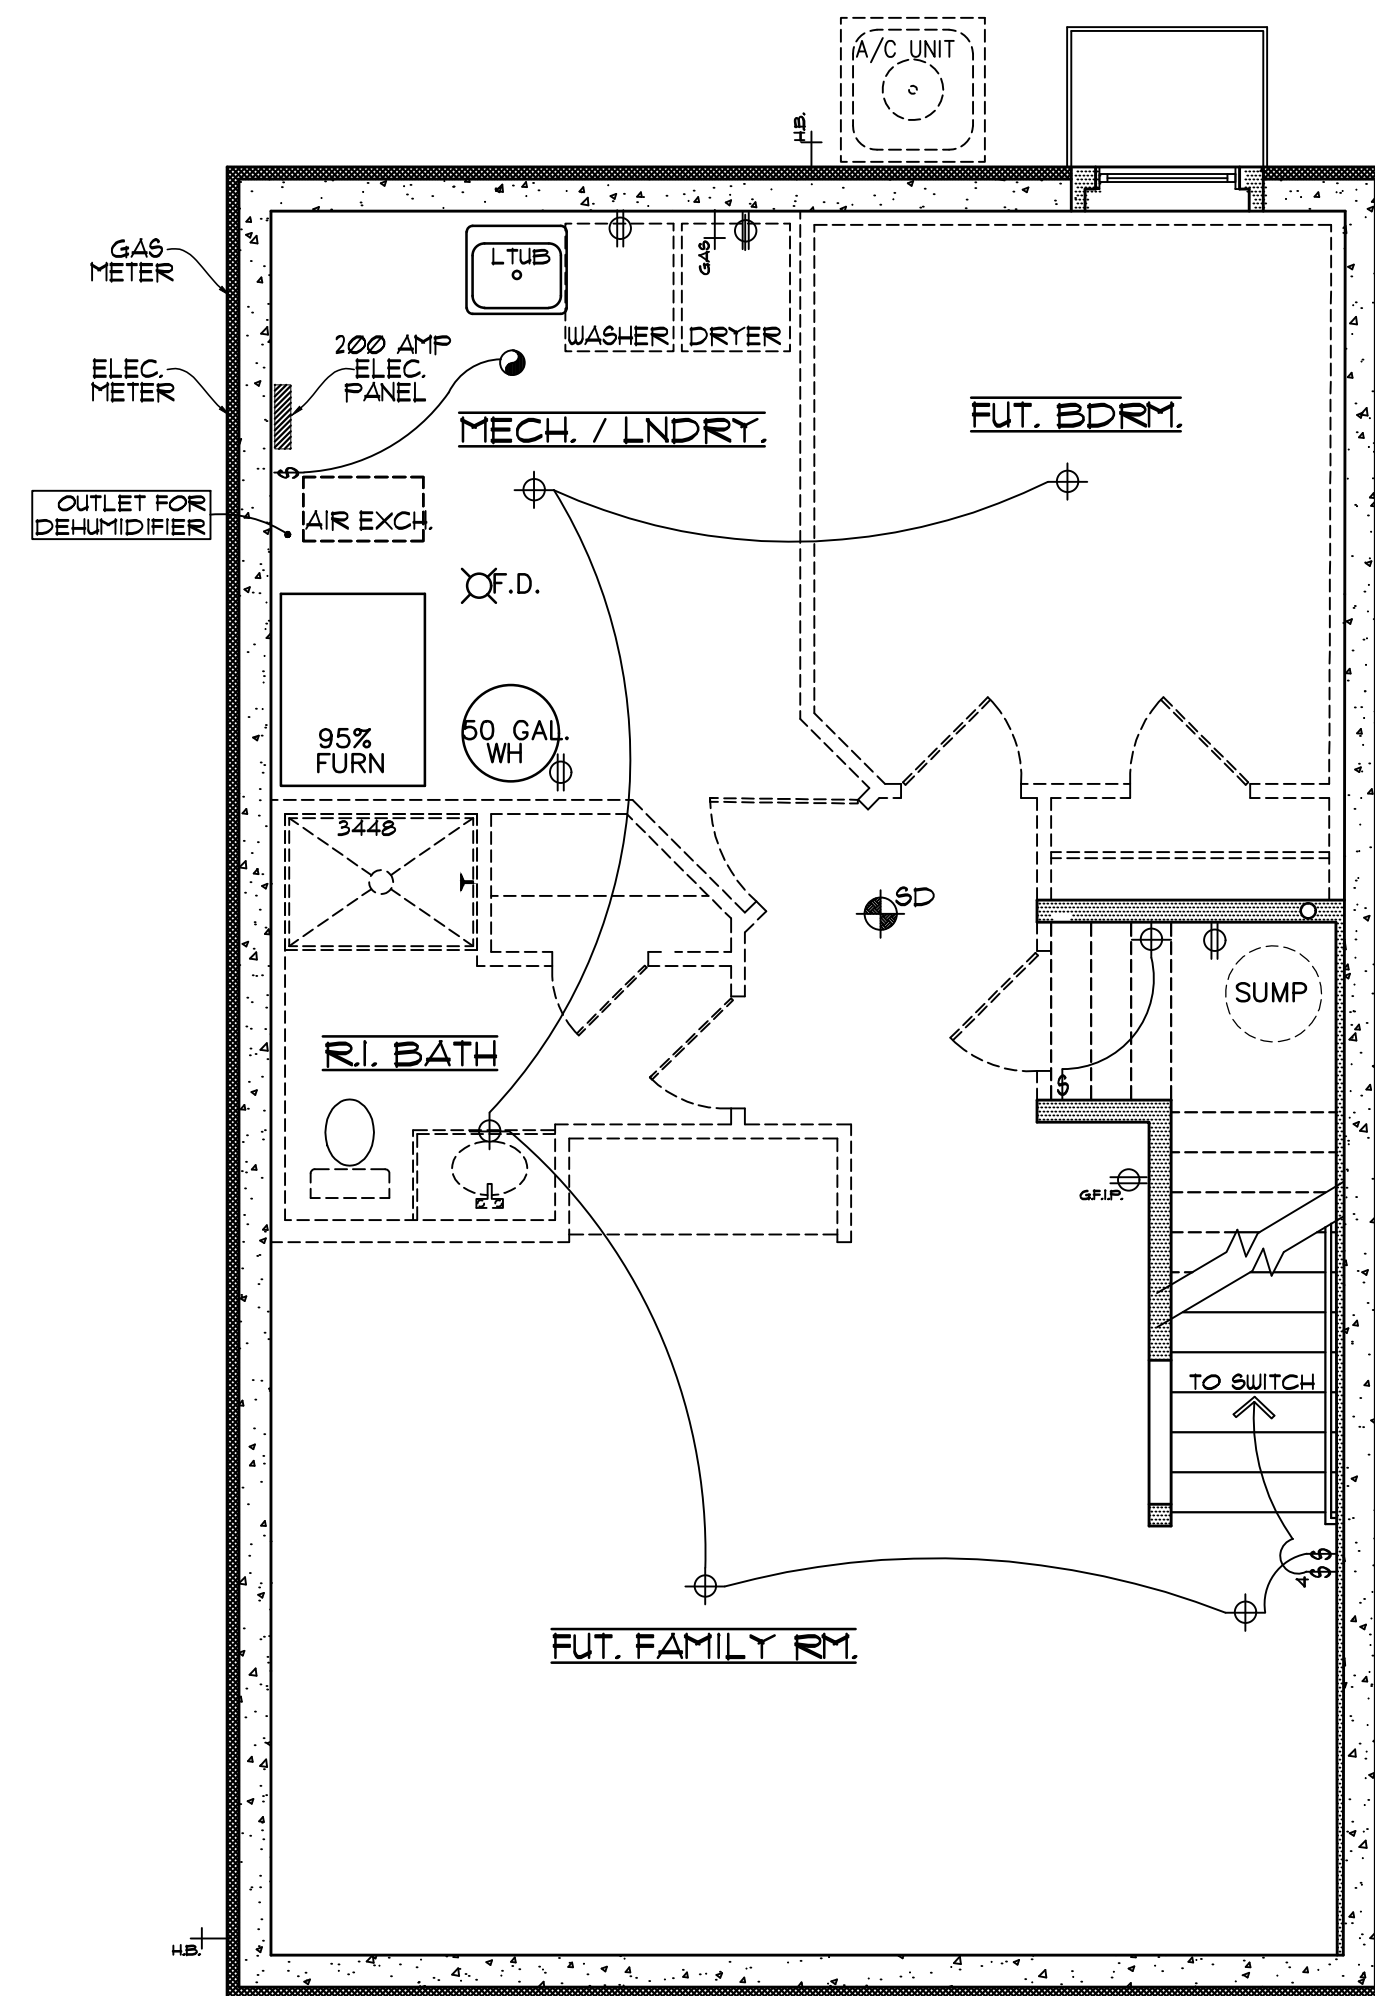 A/C UNIT
H.B.
GAS
METER
LTUB
GAS
WASHER
DRYER
200 AMP
ELEC.
PANEL
ELEC.
METER
MECH. / LNDRY.
FUT. BDRM.
$
OUTLET FOR
DEHUMIDIFIER
AIR EXCH.
F.D.
50 GAL.
WH
95%
FURN
3448
SD
SUMP
R.I. BATH
$
G.F.I.P.
TO SWITCH
$
$
4
FUT. FAMILY RM.
H.B.